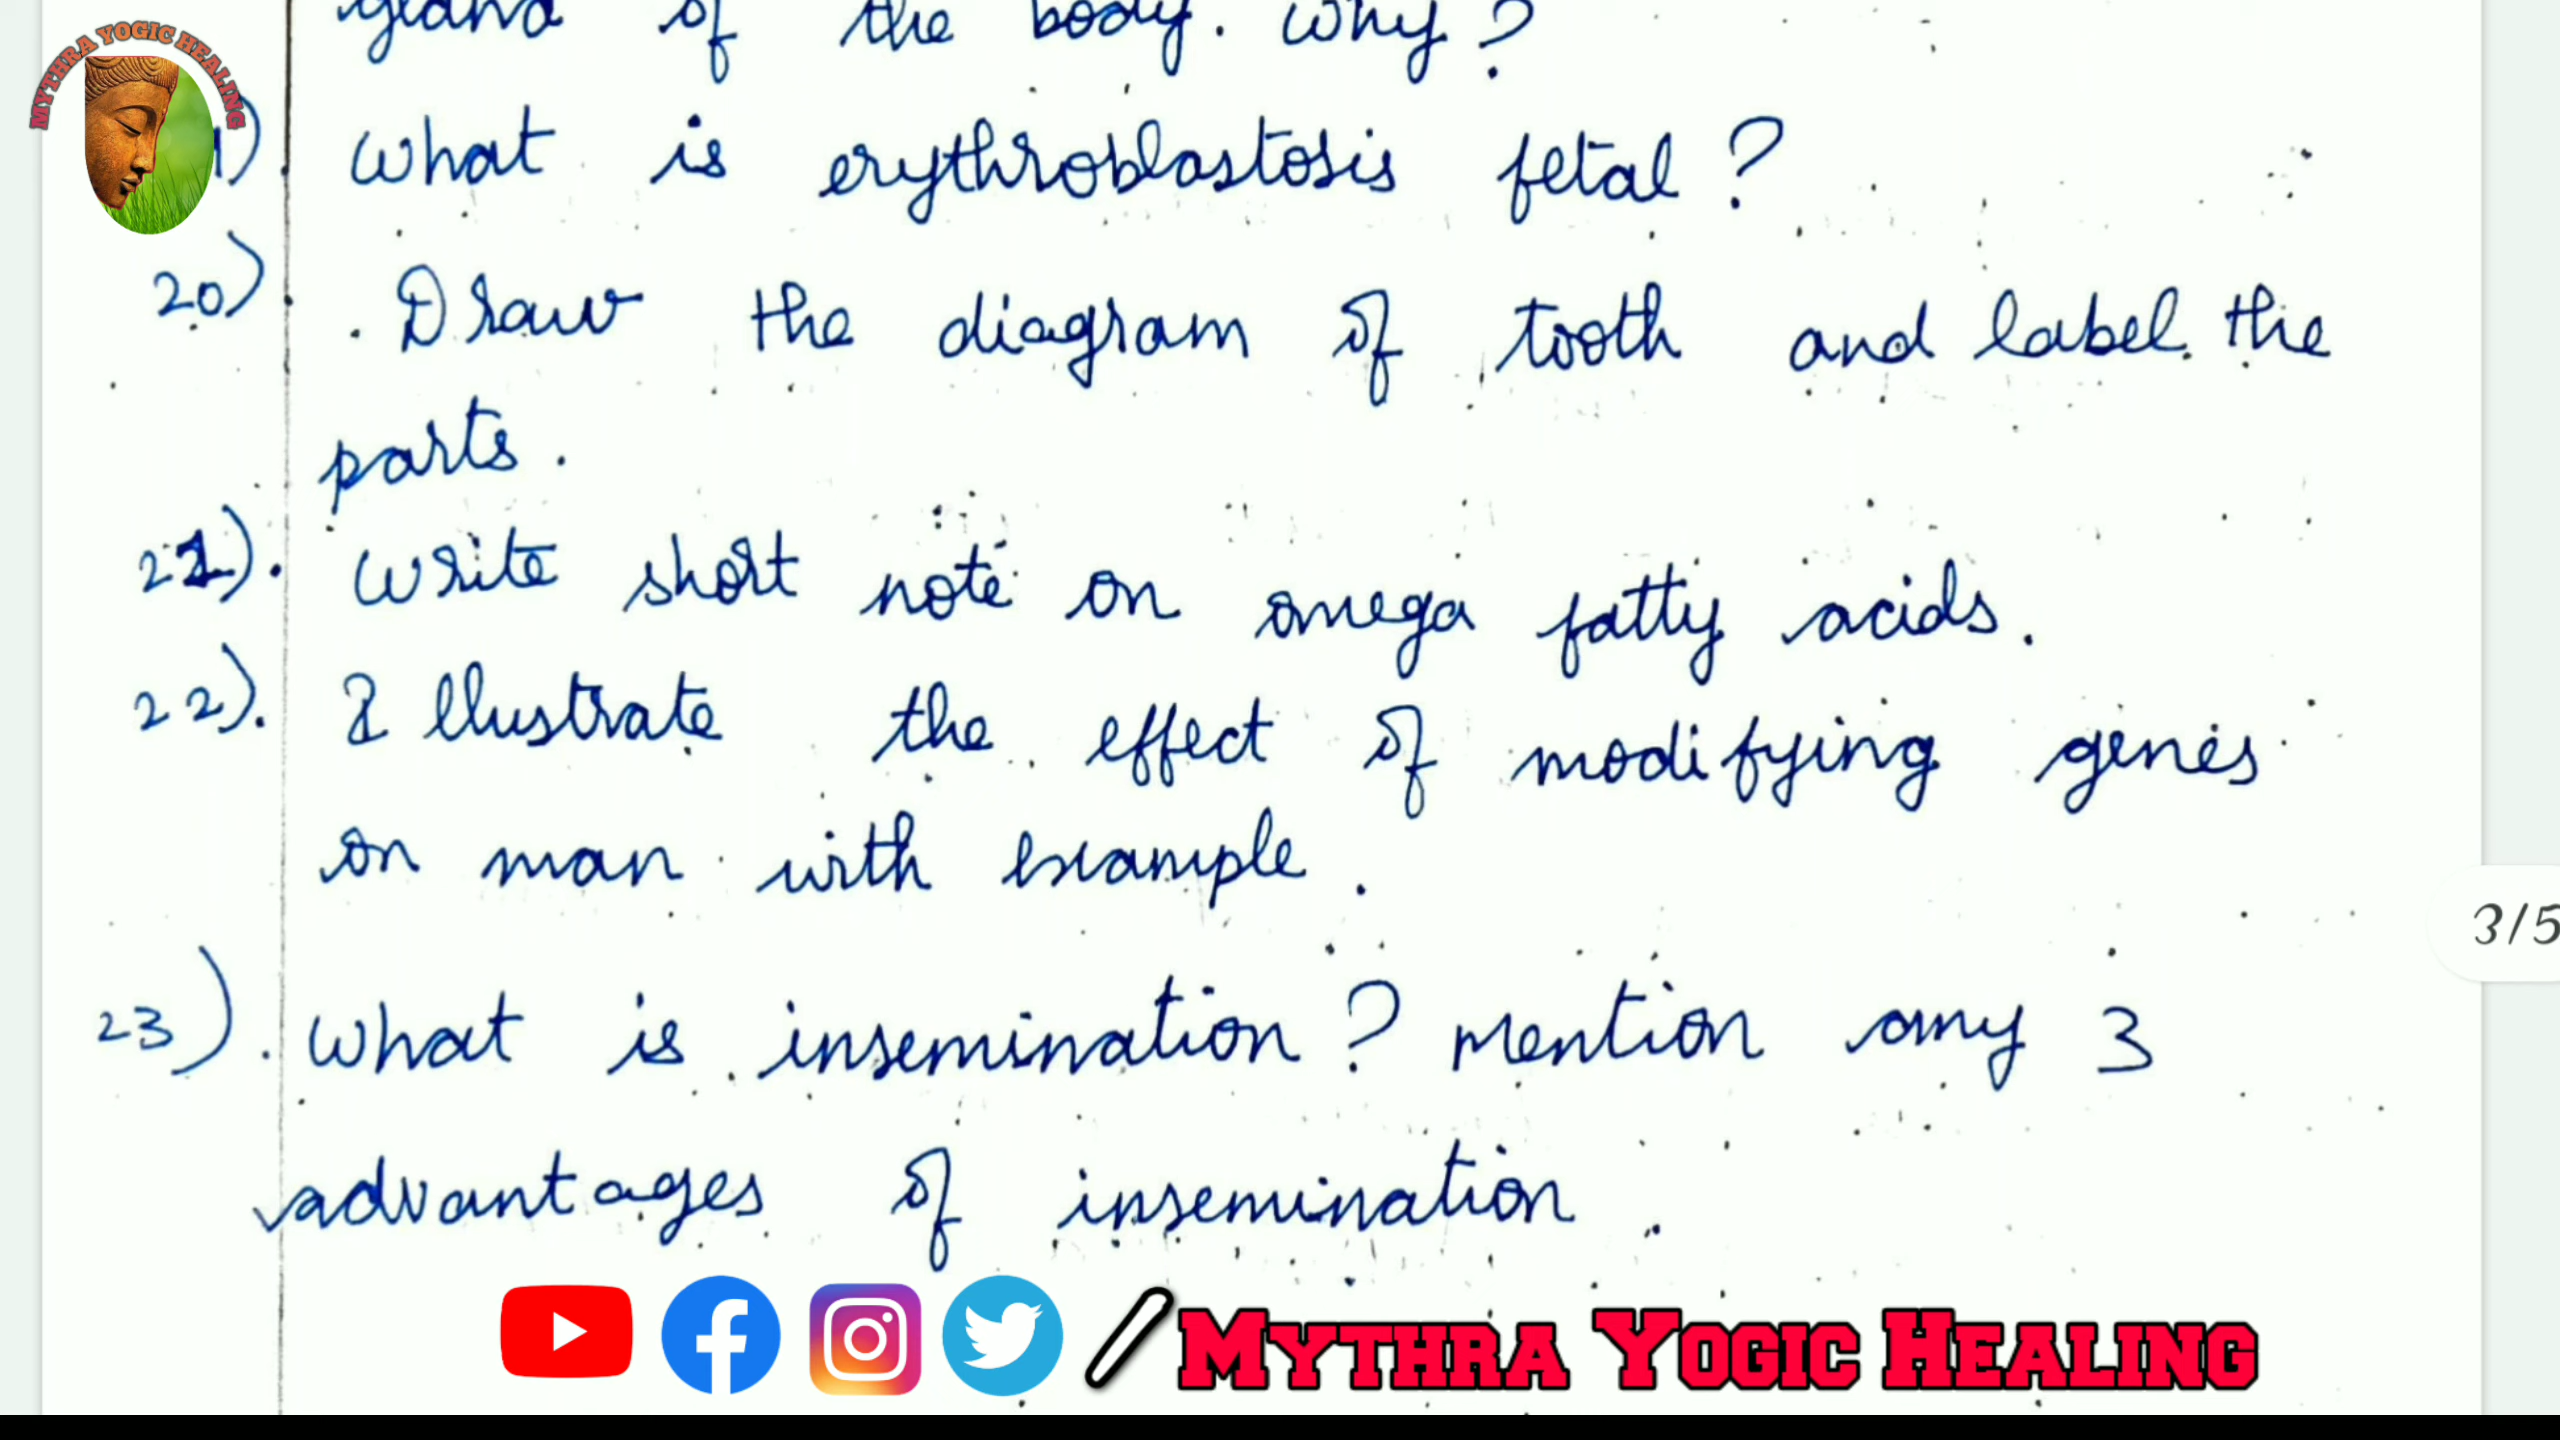 gland of the body. Why?
MYTHRA YOGIC HEALING
1). What is erythroblastosis fetal?
20). Draw the diagram of tooth and label the
parts.
21). Write short note on omega fatty acids.
22). Illustrate the effect of modifying genes
on man with example.
3/5
23). What is insemination? Mention any 3
advantages of insemination.
MYTHRA YOGIC HEALING